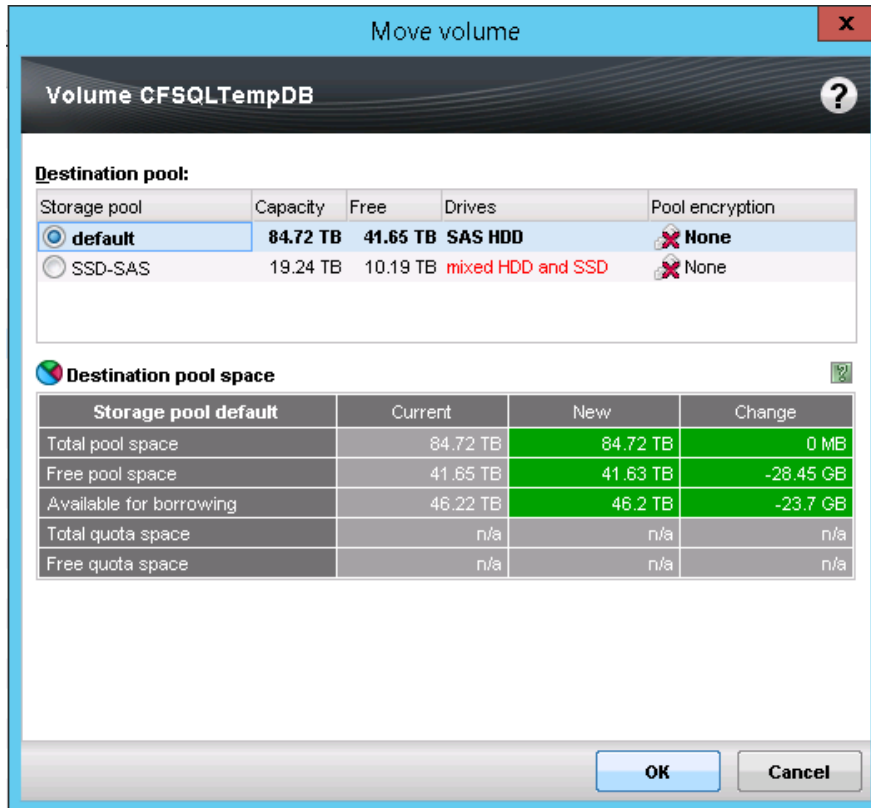 Move volume
x
Volume CFSQLTempDB
?
Destination pool:
Storage pool Capacity Free Drives Pool encryption
default 84.72 TB 41.65 TB SAS HDD None
SSD-SAS 19.24 TB 10.19 TB mixed HDD and SSD None
Destination pool space
?
Storage pool default Current New Change
Total pool space 84.72 TB 84.72 TB 0 MB
Free pool space 41.65 TB 41.63 TB -28.45 GB
Available for borrowing 46.22 TB 46.2 TB -23.7 GB
Total quota space n/a n/a n/a
Free quota space n/a n/a n/a
OK Cancel